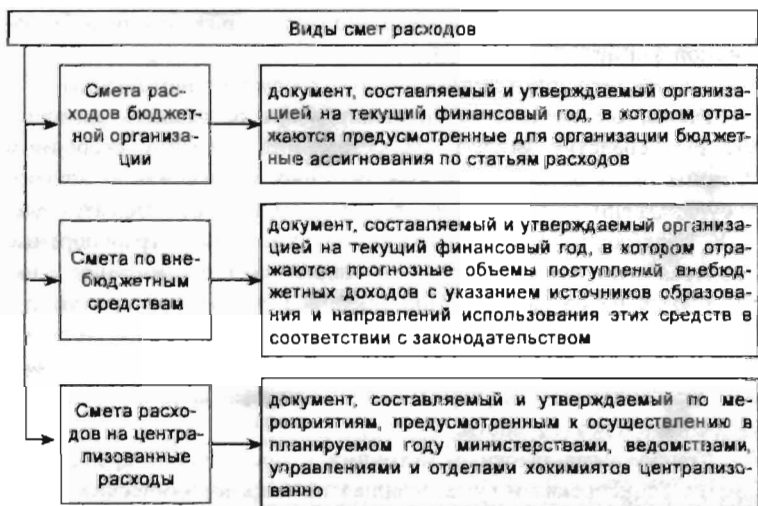 Виды смет расходов
Смета рас-
ходов бюджет-
ной организа-
ции
документ, составляемый и утверждаемый организа-
цией на текущий финансовый год, в котором отра-
жаются предусмотренные для организации бюджет-
ные ассигнования по статьям расходов
Смета по вне-
бюджетным
средствам
документ, составляемый и утверждаемый организа-
цией на текущий финансовый год, в котором отра-
жаются прогнозные объемы поступлений внебюд-
жетных доходов с указанием источников образова-
ния и направлений использования этих средств в
соответствии с законодательством
Смета расхо-
дов на центра-
лизованные
расходы
документ, составляемый и утверждаемый по ме-
роприятиям, предусмотренным к осуществлению в
планируемом году министерствами, ведомствами,
управлениями и отделами хокимиятов централизо-
ванно